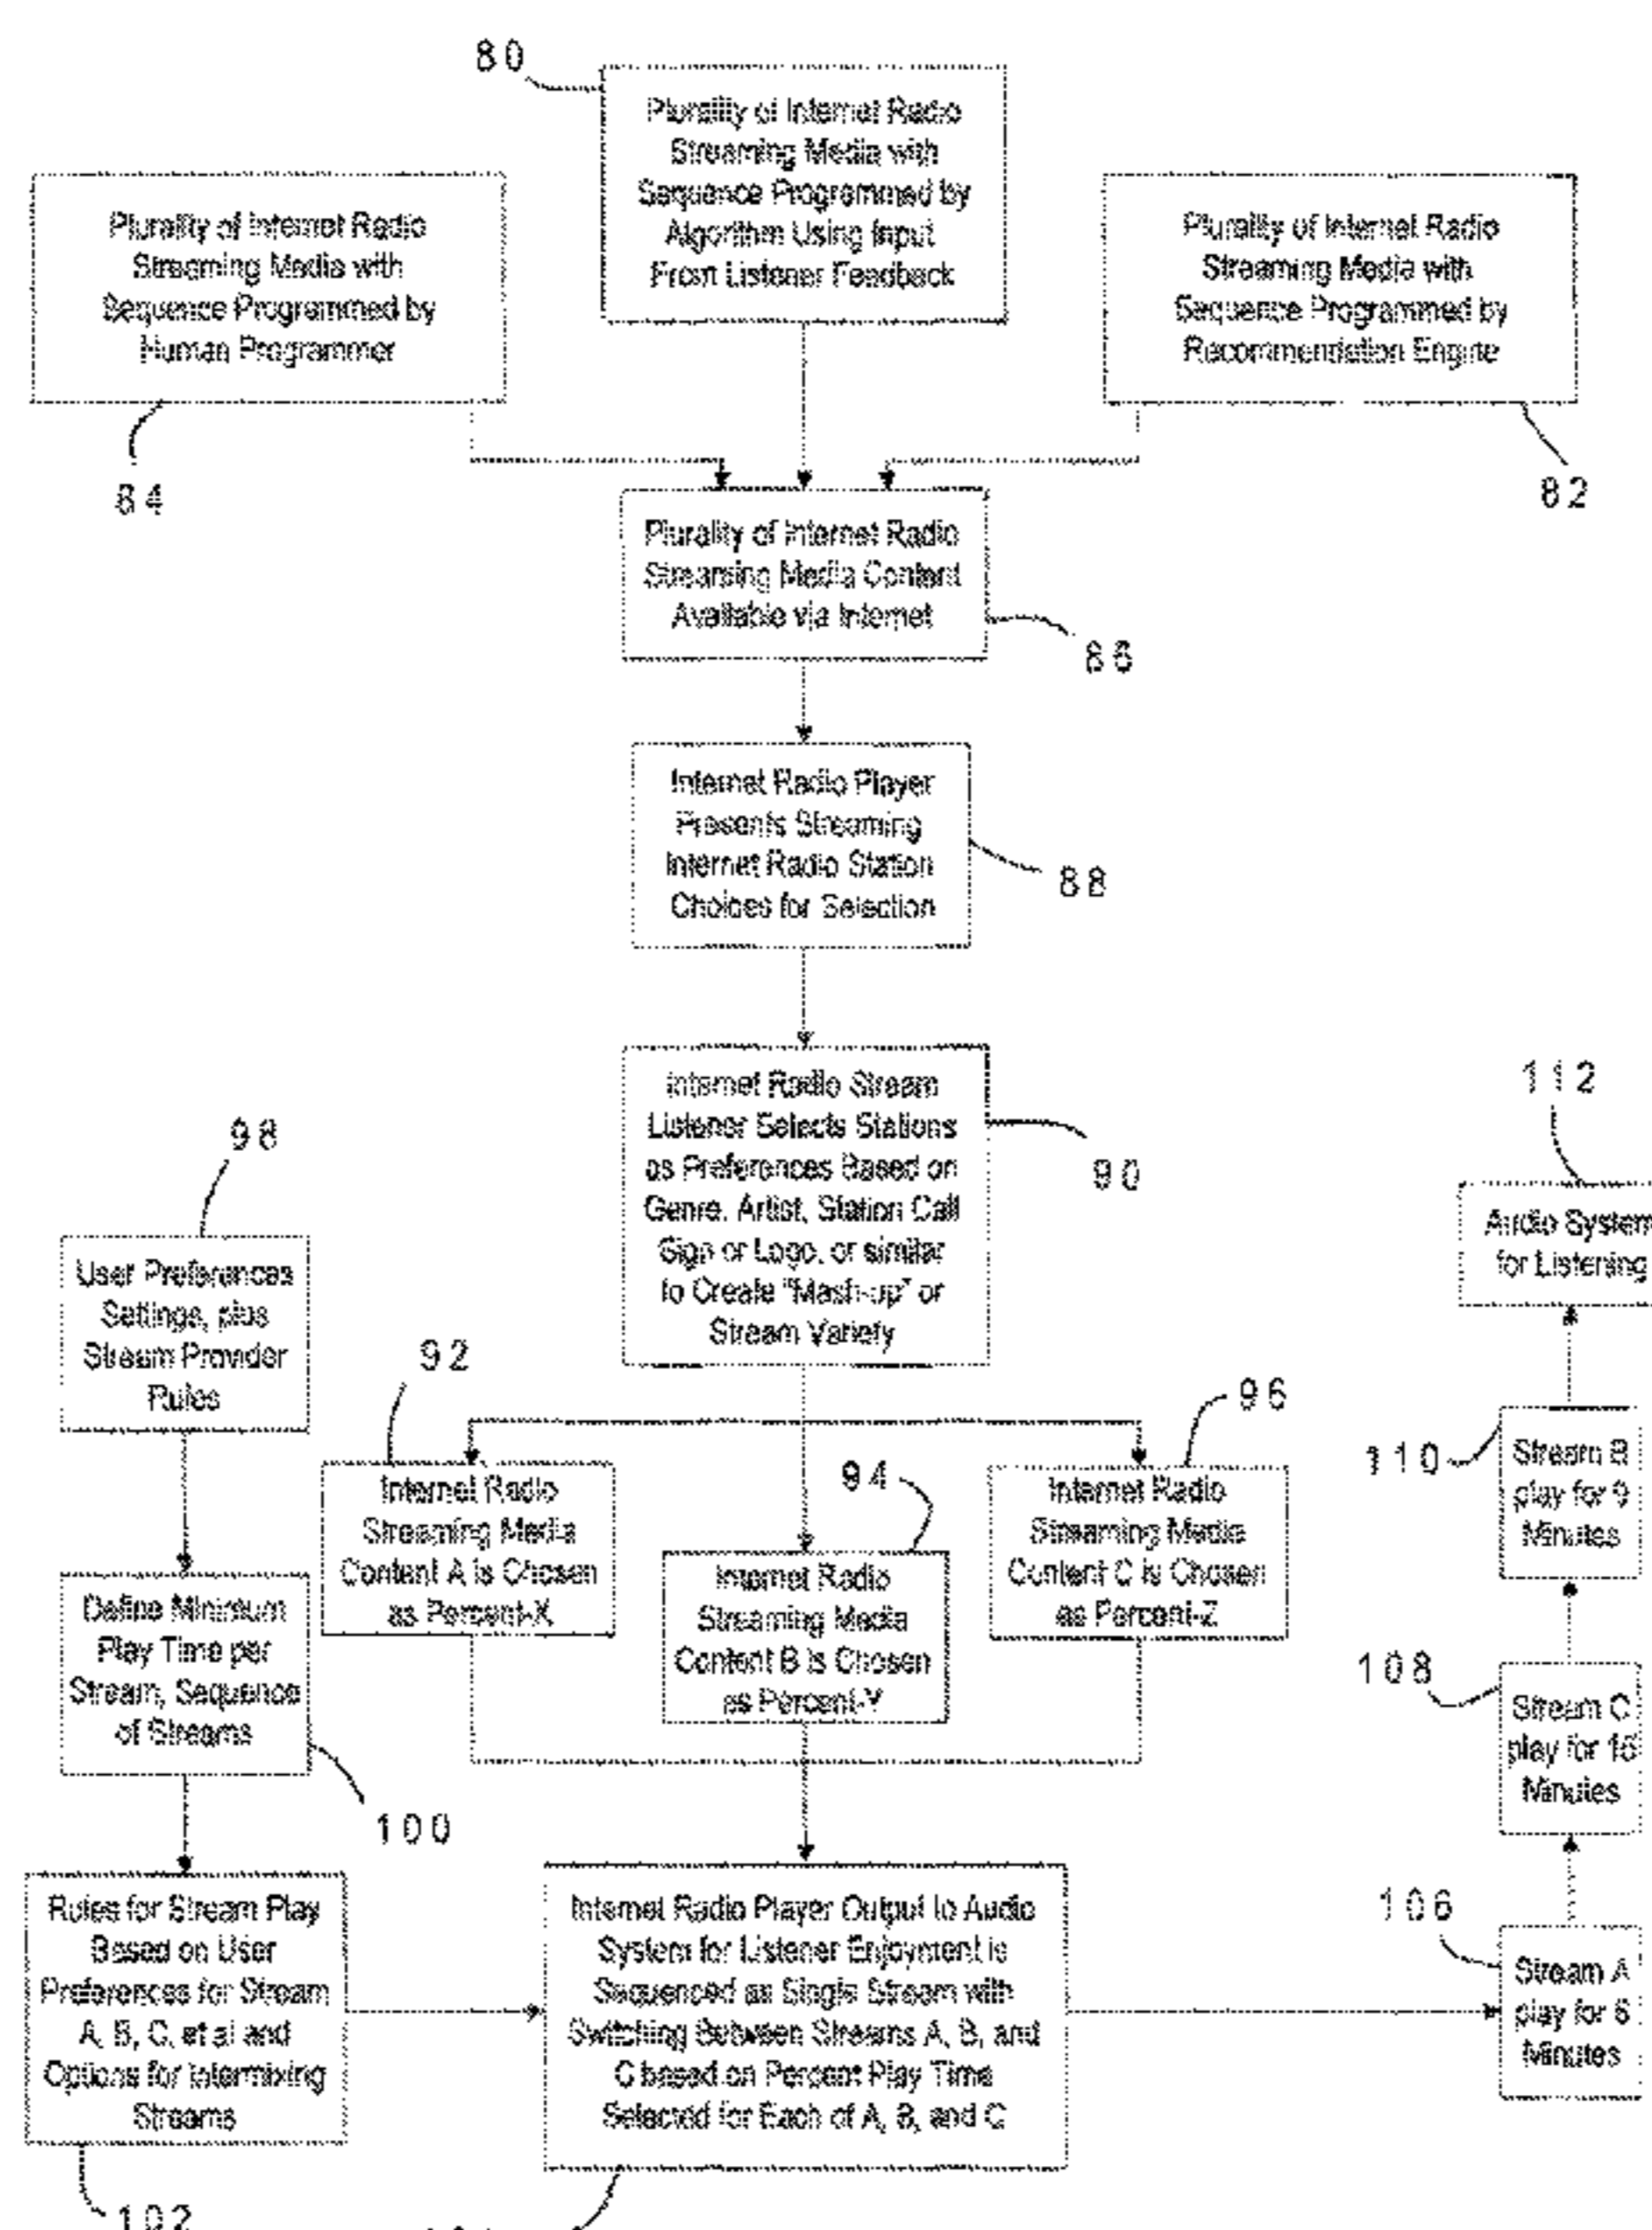 80
Plurality of Internet Radio
Streaming Media with
Sequence Programmed by
Algorithm Using Input
From Listener Feedback
Plurality of Internet Radio
Streaming Media with
Sequence Programmed by
Human Programmer
84
Plurality of Internet Radio
Streaming Media with
Sequence Programmed by
Recommendation Engine
82
Plurality of Internet Radio
Streaming Media Content
Available via Internet
86
Internet Radio Player
Presents Streaming
Internet Radio Station
Choices for Selection
88
Internet Radio Stream
Listener Selects Stations
as Preferences Based on
Genre, Artist, Station Call
Sign or Logo, or similar
to Create "Mash-up" or
Stream Variety
90
98
User Preferences
Settings, plus
Stream Provider
Rules
92
Internet Radio
Streaming Media
Content A is Chosen
as Percent-X
94
Internet Radio
Streaming Media
Content B is Chosen
as Percent-Y
96
Internet Radio
Streaming Media
Content C is Chosen
as Percent-Z
Define Minimum
Play Time per
Stream, Sequence
of Streams
100
Rules for Stream Play
Based on User
Preferences for Stream
A, B, C, et al and
Options for Intermixing
Streams
102
Internet Radio Player Output to Audio
System for Listener Enjoyment is
Sequenced as Single Stream with
Switching Between Streams A, B, and
C based on Percent Play Time
Selected for Each of A, B, and C
112
Audio System
for Listening
110
Stream B
play for 9
Minutes
108
Stream C
play for
Minutes
106
Stream A
play for
Minutes